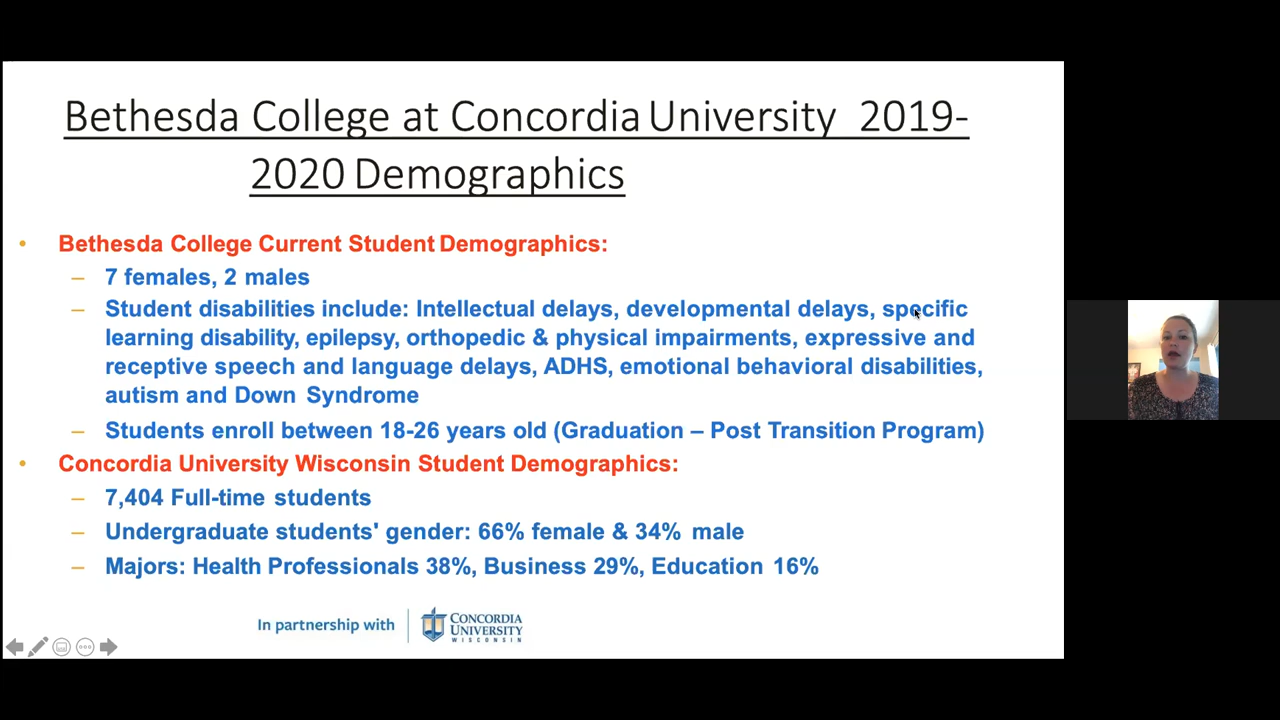 Bethesda College at Concordia University 2019-
2020 Demographics
• Bethesda College Current Student Demographics:
– 7 females, 2 males
– Student disabilities include: Intellectual delays, developmental delays, specific
learning disability, epilepsy, orthopedic & physical impairments, expressive and
receptive speech and language delays, ADHS, emotional behavioral disabilities,
autism and Down Syndrome
– Students enroll between 18-26 years old (Graduation – Post Transition Program)
• Concordia University Wisconsin Student Demographics:
– 7,404 Full-time students
– Undergraduate students' gender: 66% female & 34% male
– Majors: Health Professionals 38%, Business 29%, Education 16%
In partnership with
CONCORDIA
UNIVERSITY
WISCONSIN